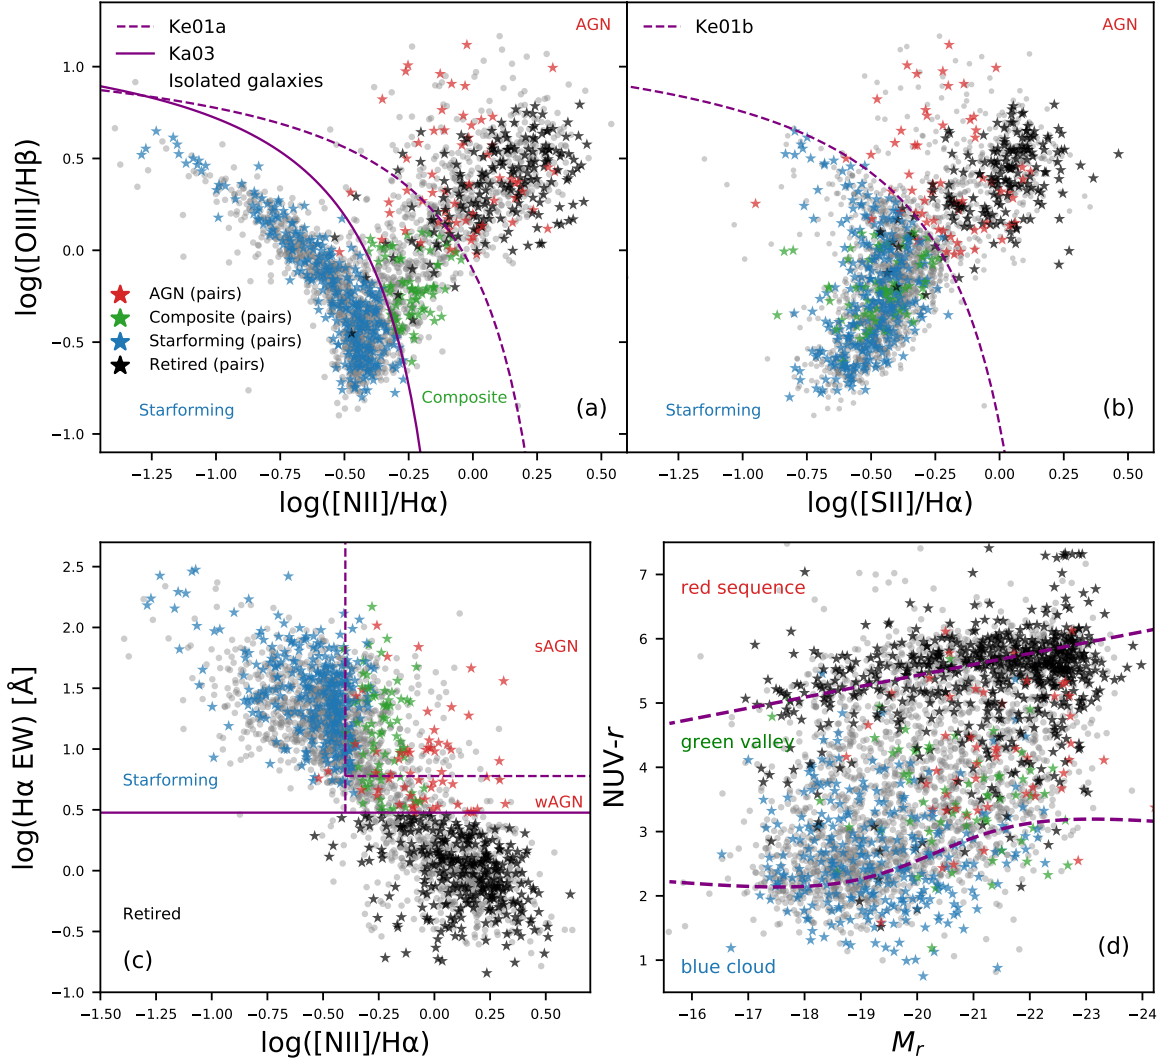 Ke01a
Ka03
Isolated galaxies
AGN
AGN (pairs)
Composite (pairs)
Starforming (pairs)
Retired (pairs)
Starforming
Composite
(a)
1.0
0.5
0.0
−0.5
−1.0
log([OIII]/Hβ)
−1.25
−1.00
−0.75
−0.50
−0.25
0.00
0.25
0.50
log([NII]/Hα)
Ke01b
AGN
Starforming
(b)
−1.25
−1.00
−0.75
−0.50
−0.25
0.00
0.25
0.50
log([SII]/Hα)
2.5
2.0
1.5
1.0
0.5
0.0
−0.5
−1.0
log(Hα EW) [Å]
sAGN
Starforming
wAGN
Retired
(c)
−1.50
−1.25
−1.00
−0.75
−0.50
−0.25
0.00
0.25
0.50
log([NII]/Hα)
7
6
5
4
3
2
1
NUV-r
red sequence
green valley
blue cloud
(d)
−16
−17
−18
−19
−20
−21
−22
−23
−24
Mr